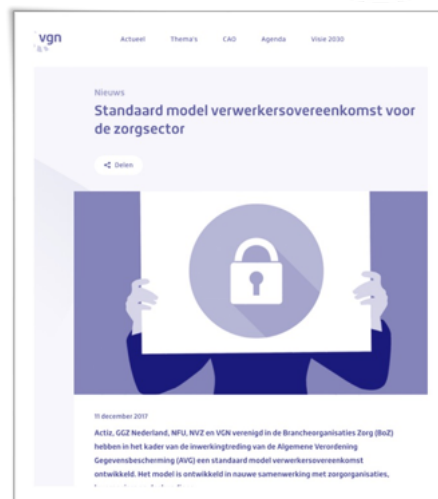 vgn
Actueel Thema's CAO Agenda Visie 2030
Nieuws
Standaard model verwerkersovereenkomst voor
de zorgsector
Delen
11 december 2017
Actiz, GGZ Nederland, NFU, NVZ en VGN verenigd in de Brancheorganisaties Zorg (BoZ)
hebben in het kader van de inwerkingtreding van de Algemene Verordening
Gegevensbescherming (AVG) een standaard model verwerkersovereenkomst
ontwikkeld. Het model is ontwikkeld in nauwe samenwerking met zorgorganisaties,